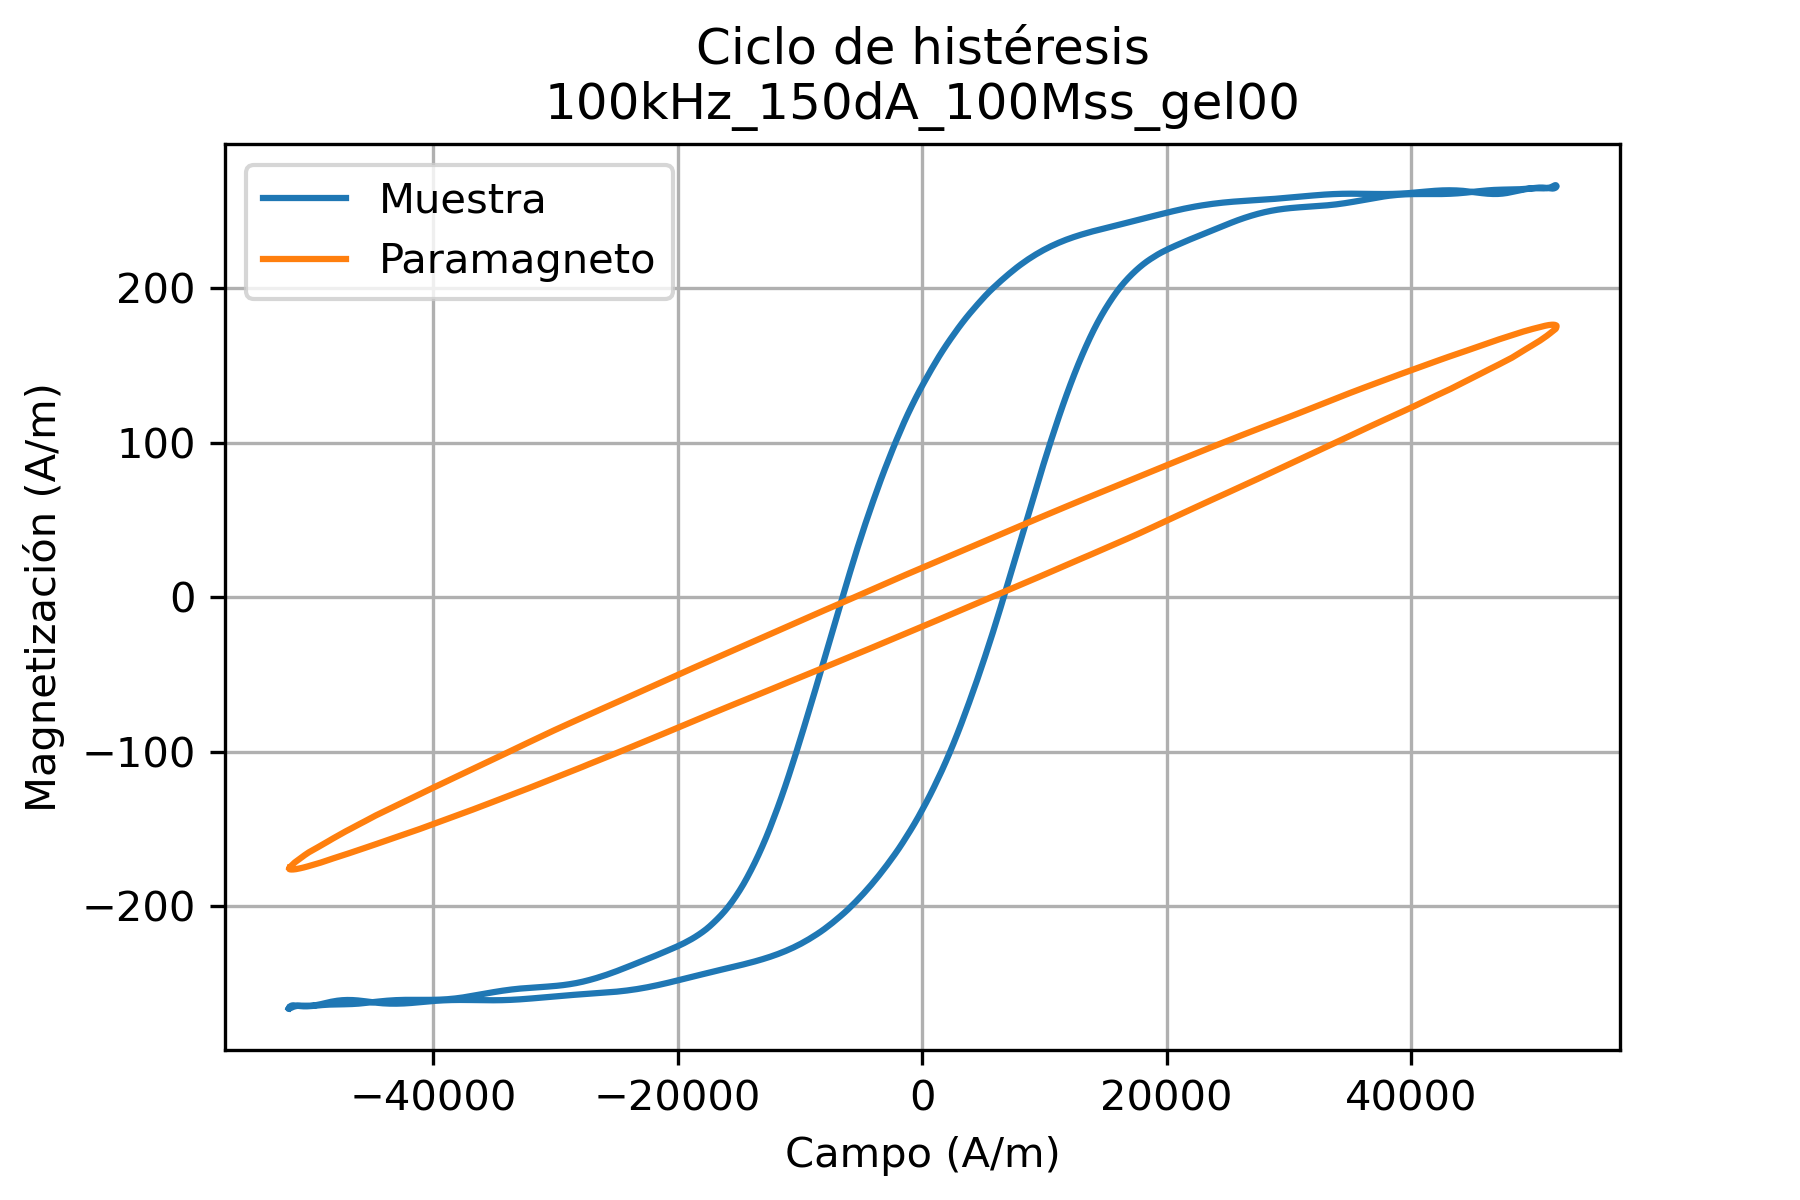 Ciclo de histéresis
100kHz_150dA_100Mss_gel00
Muestra
Paramagneto
Magnetización (A/m)
200
100
0
−100
−200
−40000
−20000
0
20000
40000
Campo (A/m)